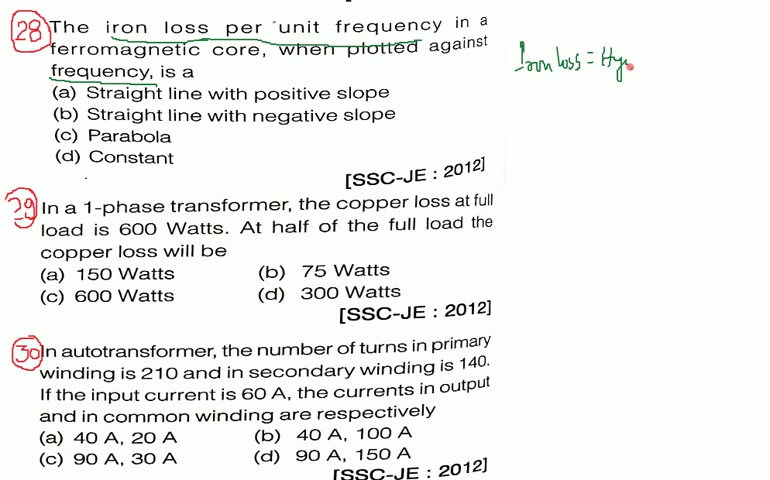 28 The iron loss per unit frequency in a
ferromagnetic core, when plotted against
frequency, is a
(a) Straight line with positive slope
(b) Straight line with negative slope
(c) Parabola
(d) Constant
[SSC-JE : 2012]
Iron loss = Hys
29 In a 1-phase transformer, the copper loss at full
load is 600 Watts. At half of the full load the
copper loss will be
(a) 150 Watts (b) 75 Watts
(c) 600 Watts (d) 300 Watts
[SSC-JE : 2012]
30 In autotransformer, the number of turns in primary
winding is 210 and in secondary winding is 140.
If the input current is 60 A, the currents in output
and in common winding are respectively
(a) 40 A, 20 A (b) 40 A, 100 A
(c) 90 A, 30 A (d) 90 A, 150 A
[SSC-JE : 2012]